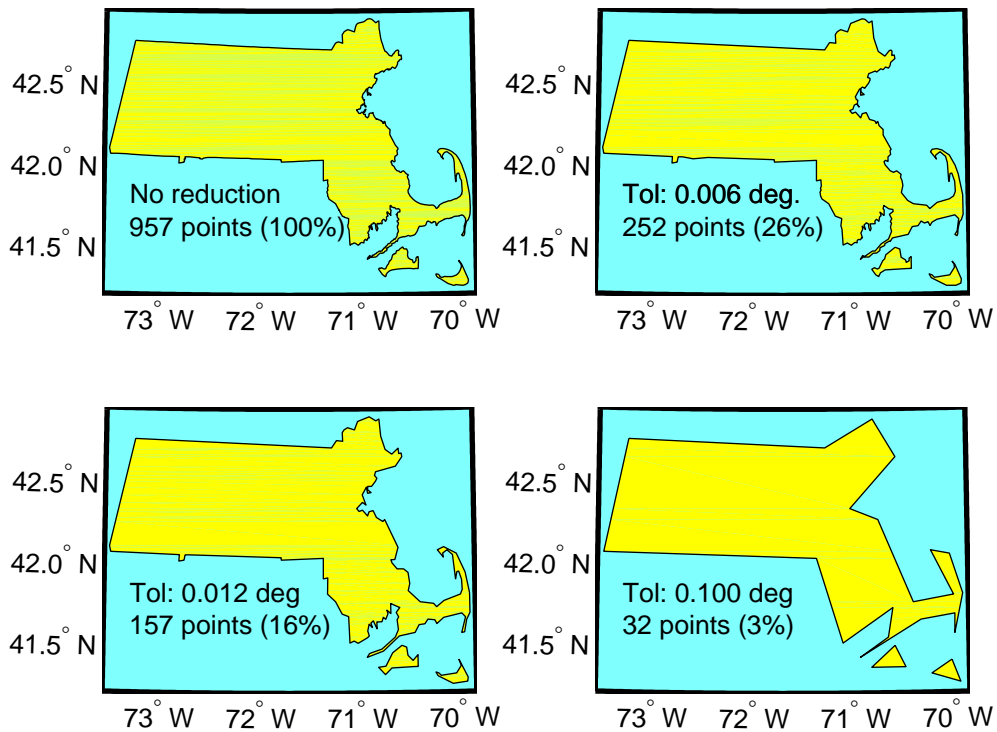 42.5° N
42.0° N
41.5° N
No reduction
957 points (100%)
73° W 72° W 71° W 70° W
42.5° N
42.0° N
41.5° N
Tol: 0.006 deg.
252 points (26%)
73° W 72° W 71° W 70° W
42.5° N
42.0° N
41.5° N
Tol: 0.012 deg
157 points (16%)
73° W 72° W 71° W 70° W
42.5° N
42.0° N
41.5° N
Tol: 0.100 deg
32 points (3%)
73° W 72° W 71° W 70° W